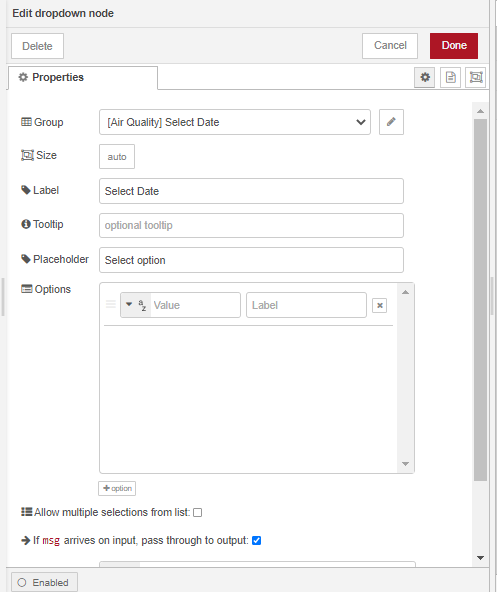 Edit dropdown node
Delete
Cancel
Done
Properties
Group
[Air Quality] Select Date
Size
auto
Label
Select Date
Tooltip
optional tooltip
Placeholder
Select option
Options
a
z
Value
Label
+ option
Allow multiple selections from list:
If msg arrives on input, pass through to output:
Enabled